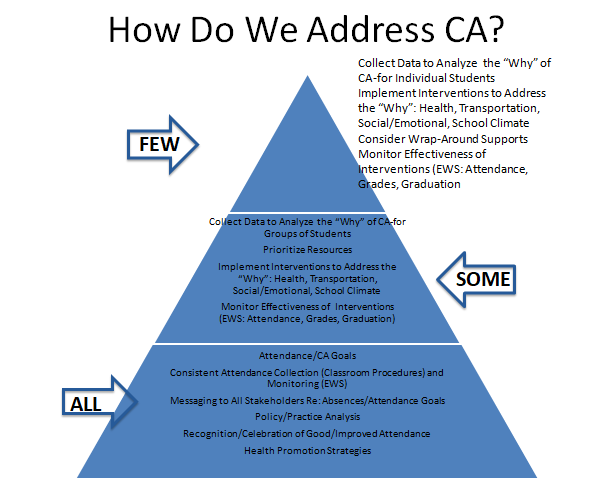 How Do We Address CA?
Collect Data to Analyze the “Why” of
CA-for Individual Students
Implement Interventions to Address
the “Why”: Health, Transportation,
Social/Emotional, School Climate
Consider Wrap-Around Supports
Monitor Effectiveness of
Interventions (EWS: Attendance,
Grades, Graduation
FEW
Collect Data to Analyze the “Why” of CA-for
Groups of Students
Prioritize Resources
Implement Interventions to Address the
“Why”: Health, Transportation,
Social/Emotional, School Climate
Monitor Effectiveness of Interventions
(EWS: Attendance, Grades, Graduation)
SOME
Attendance/CA Goals
Consistent Attendance Collection (Classroom Procedures) and
Monitoring (EWS)
Messaging to All Stakeholders Re: Absences/Attendance Goals
Policy/Practice Analysis
Recognition/Celebration of Good/Improved Attendance
Health Promotion Strategies
ALL